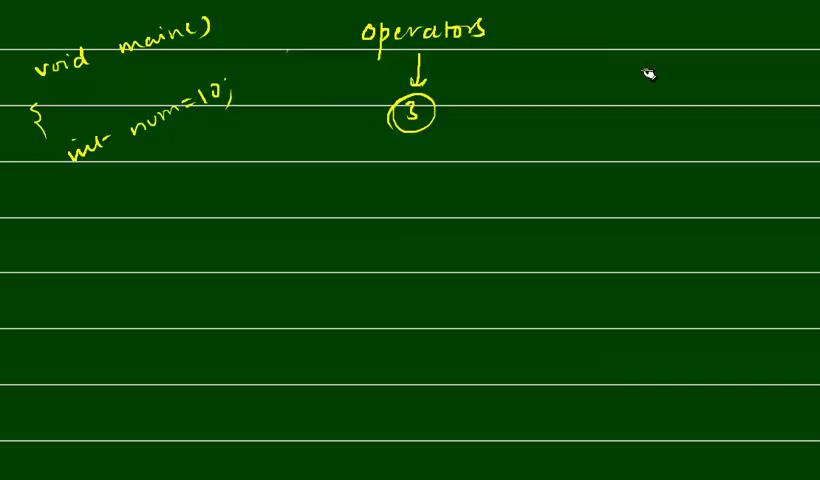 void main()
{
int num=10;
operators
3